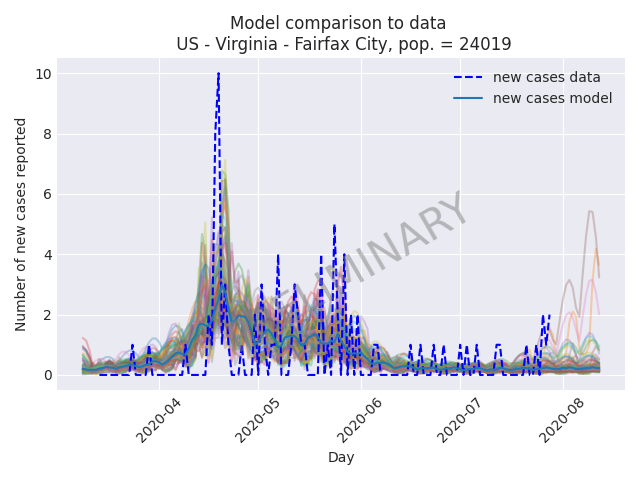 Model comparison to data
US - Virginia - Fairfax City, pop. = 24019
new cases data
new cases model
Number of new cases reported
10
8
6
4
2
0
2020-04
2020-05
2020-06
2020-07
2020-08
Day